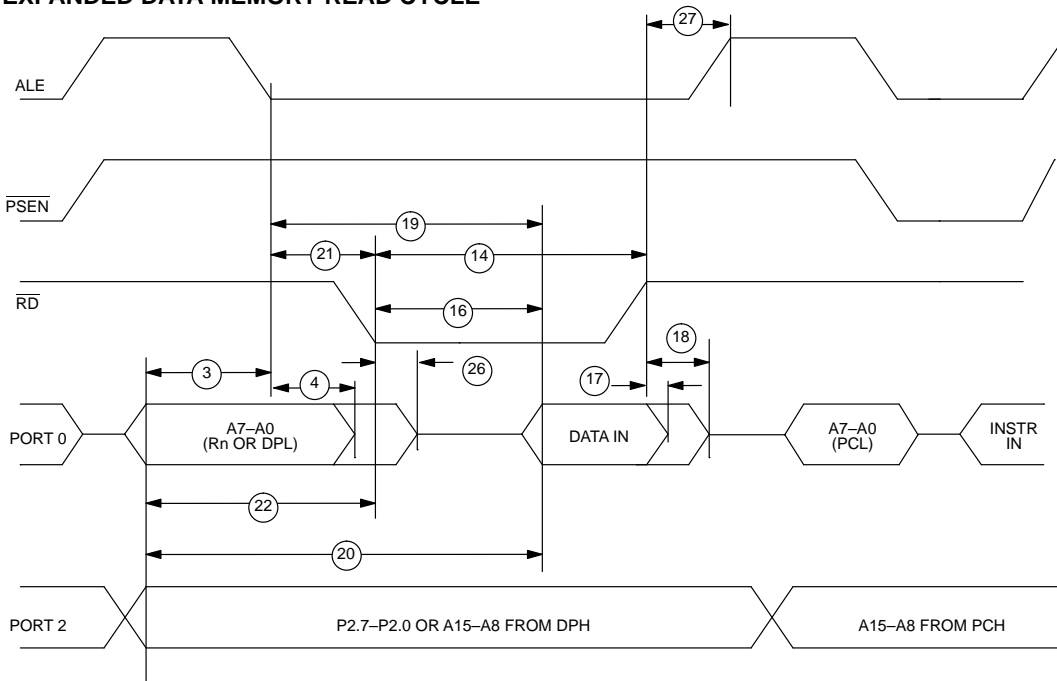 EXPANDED DATA MEMORY READ CYCLE
27
ALE
PSEN
19
21
14
RD
16
18
3
4
26
17
PORT 0
A7–A0
(Rn OR DPL)
DATA IN
A7–A0
(PCL)
INSTR
IN
22
20
PORT 2
P2.7–P2.0 OR A15–A8 FROM DPH
A15–A8 FROM PCH